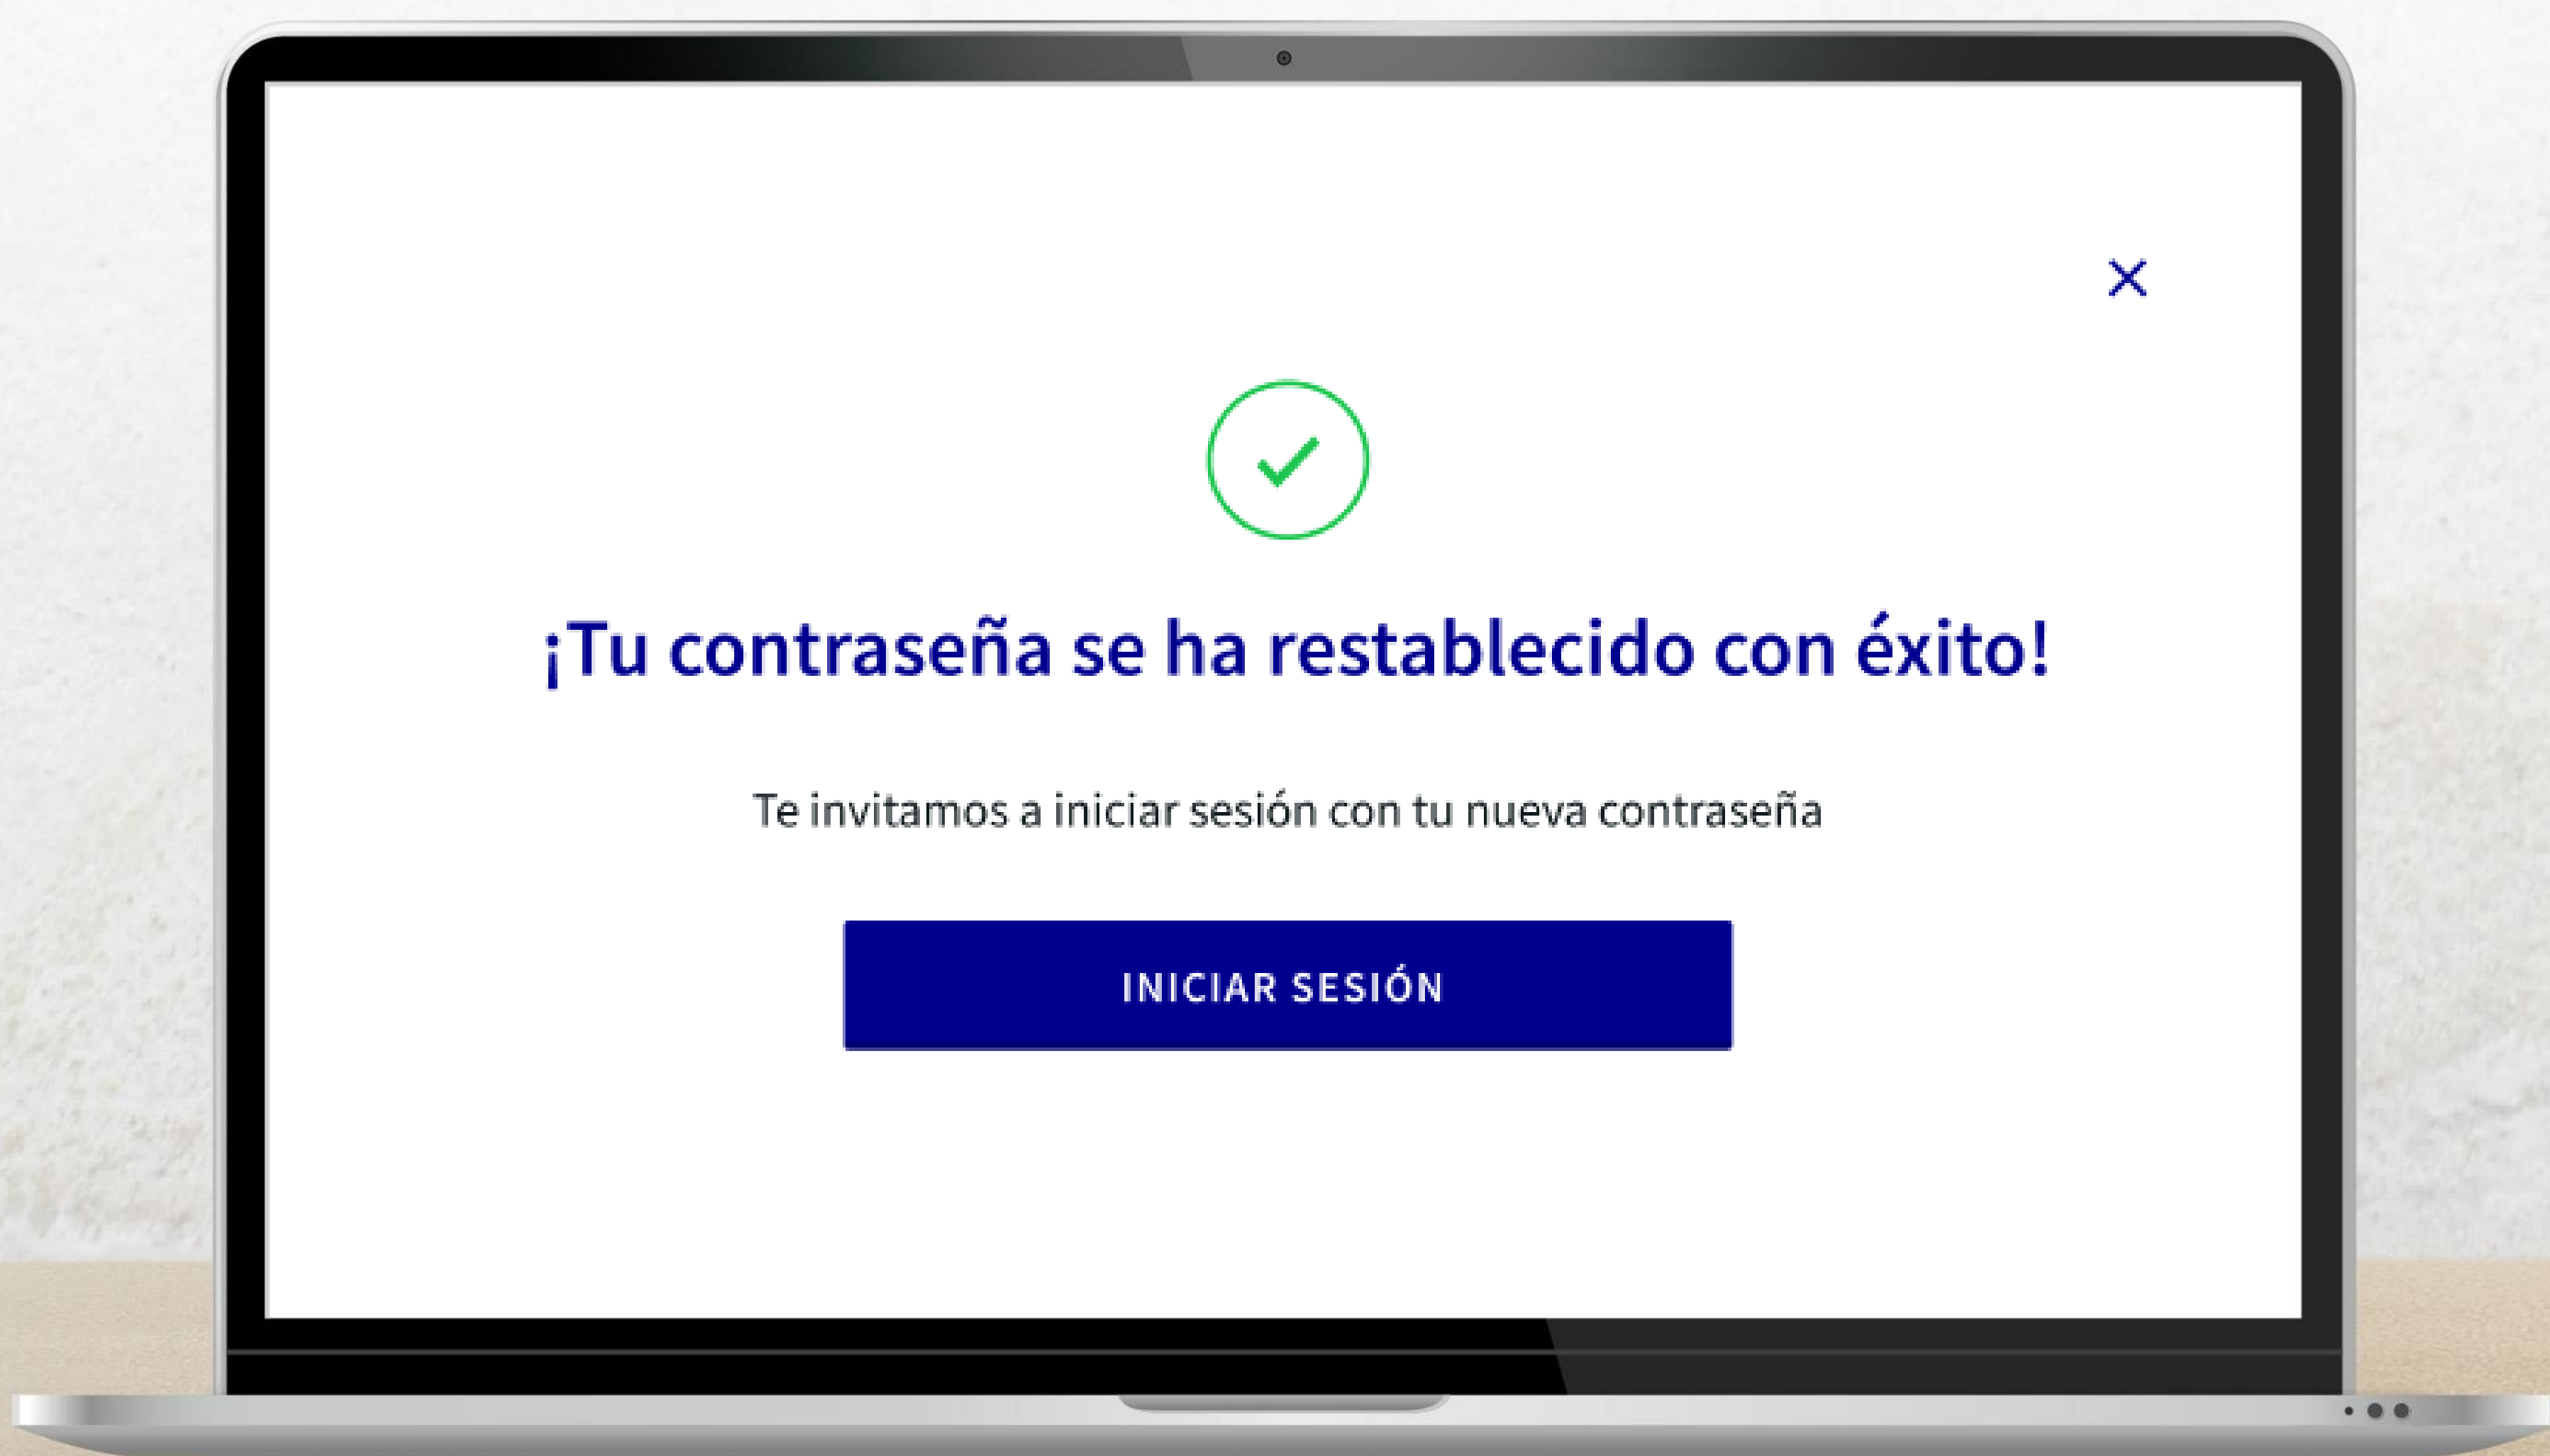 ¡Tu contraseña se ha restablecido con éxito!
Te invitamos a iniciar sesión con tu nueva contraseña
INICIAR SESIÓN